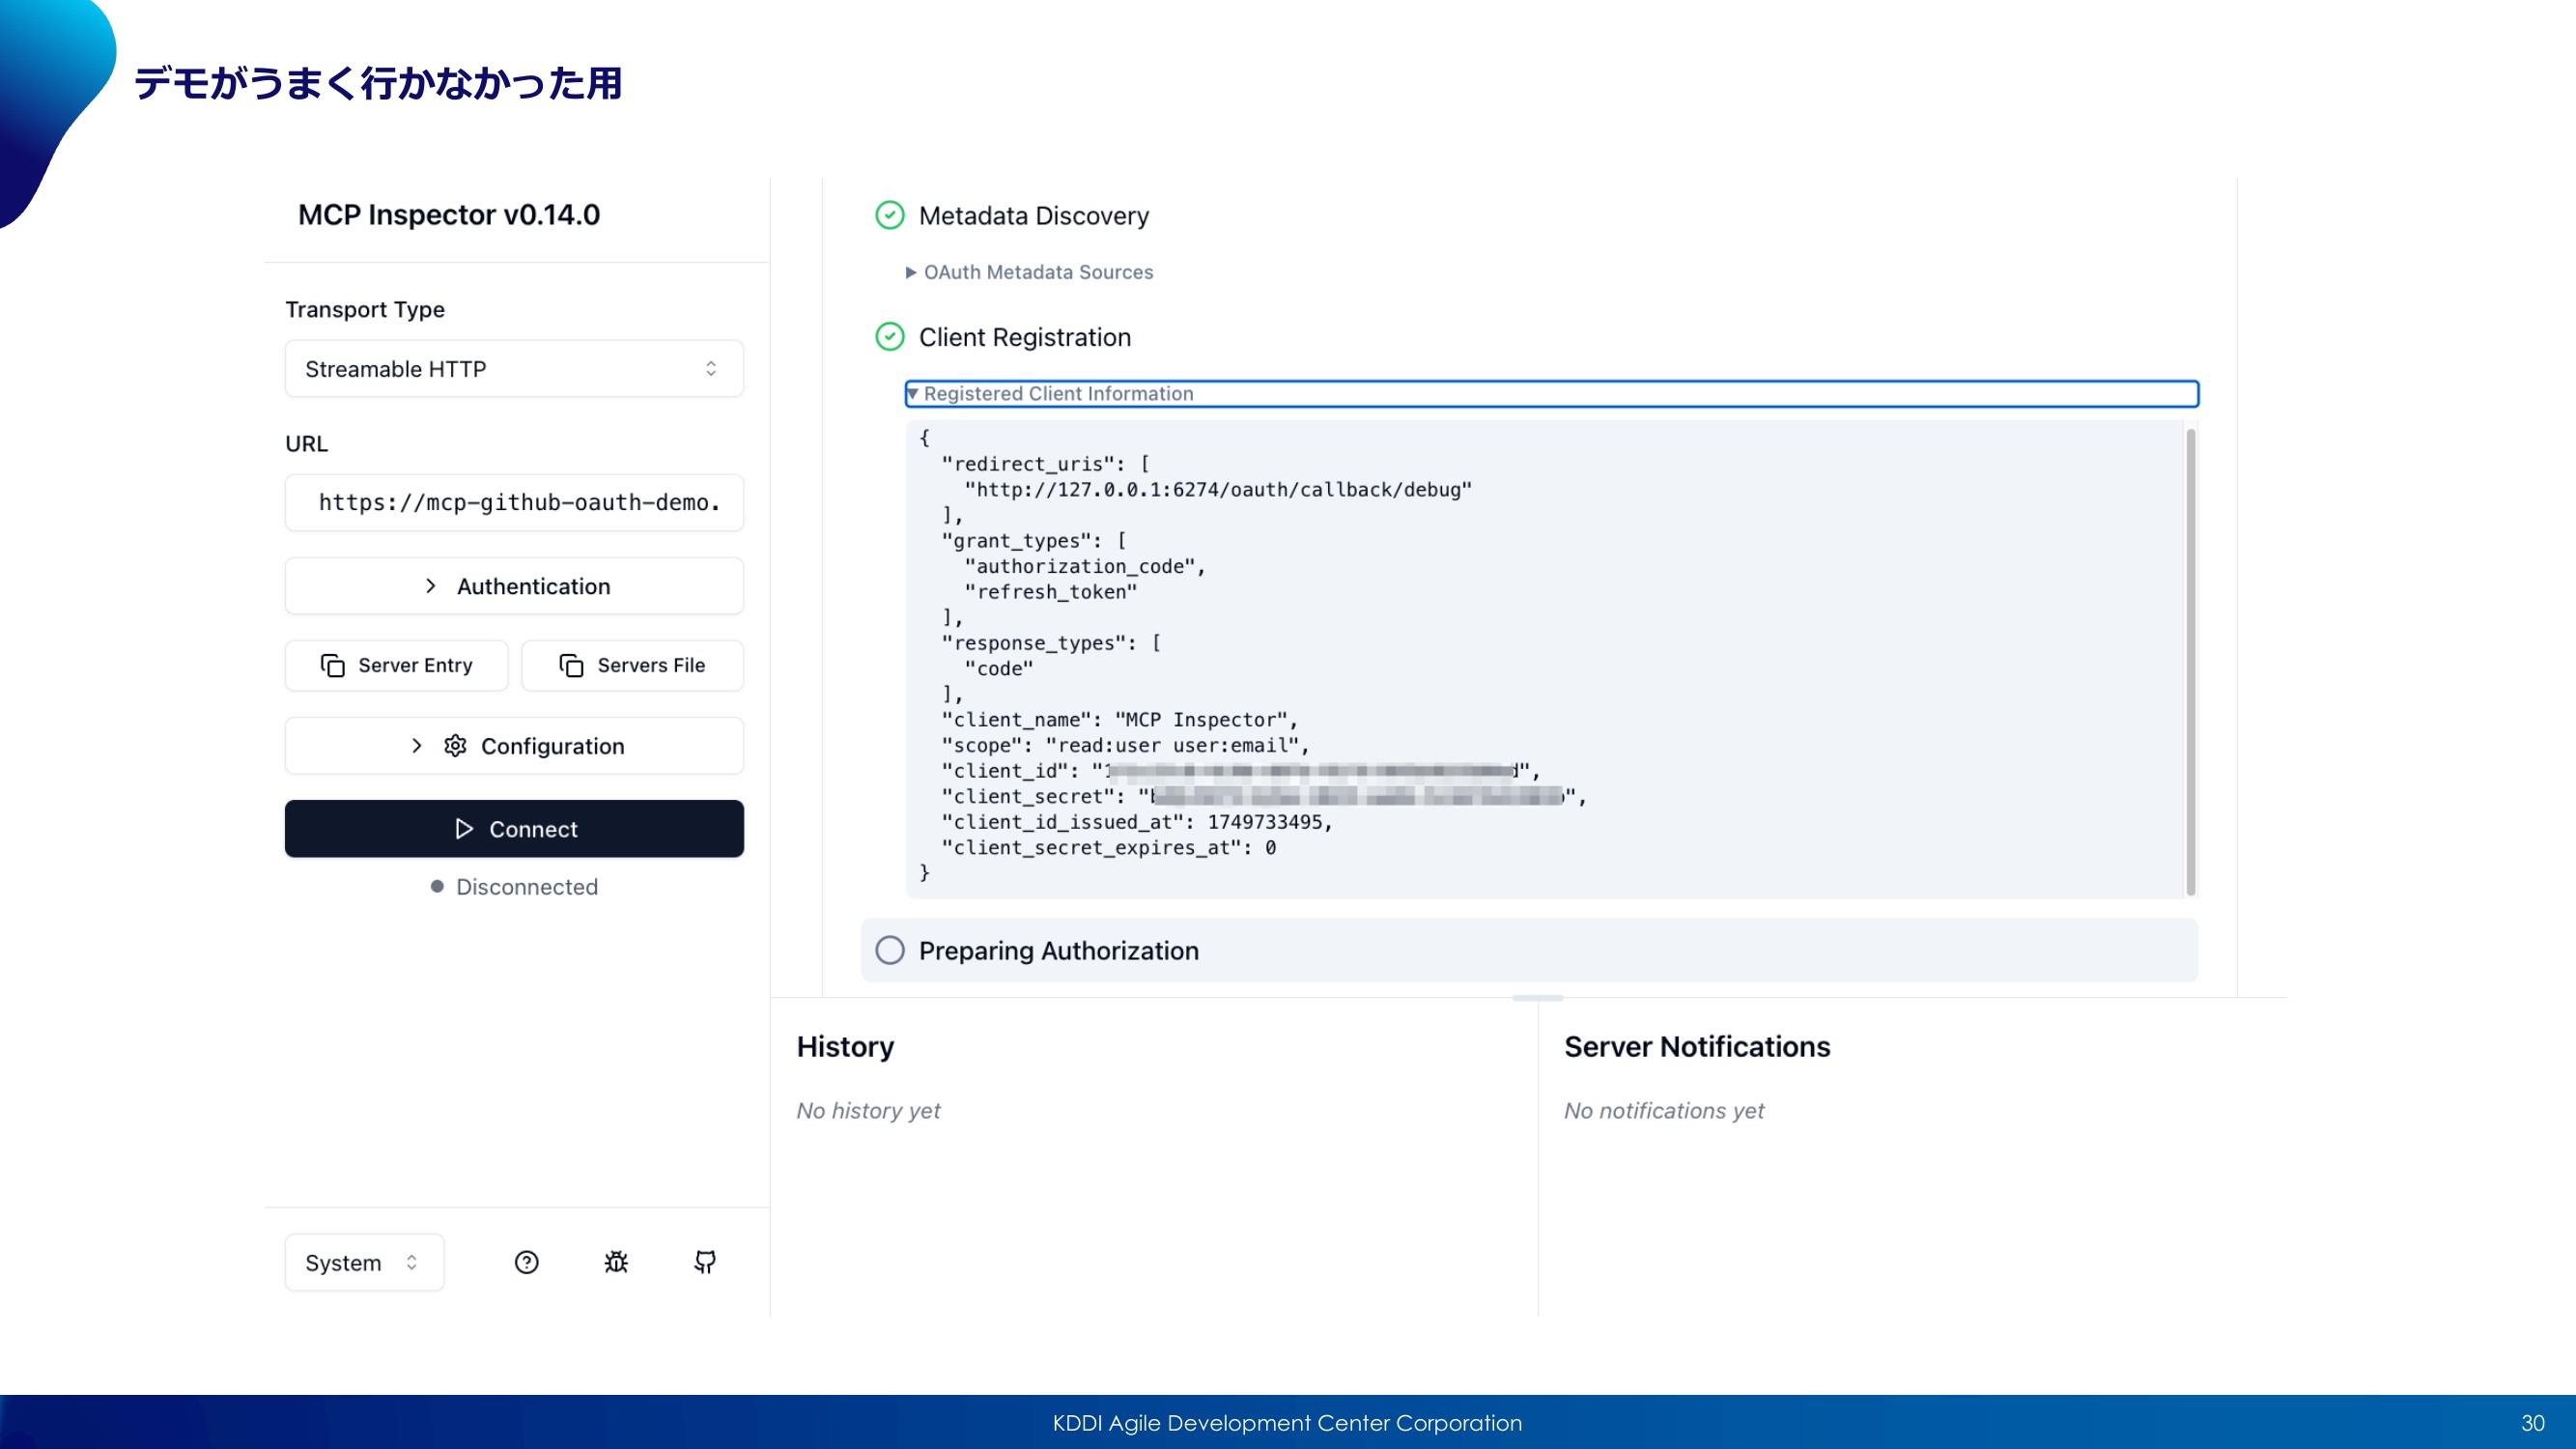 デモがうまく行かなかった用
MCP Inspector v0.14.0
Transport Type
Streamable HTTP
URL
https://mcp-github-oauth-demo.
Authentication
Server Entry
Servers File
Configuration
Connect
Disconnected
System
Metadata Discovery
OAuth Metadata Sources
Client Registration
Registered Client Information
{
"redirect_uris": [
"http://127.0.0.1:6274/oauth/callback/debug"
],
"grant_types": [
"authorization_code",
"refresh_token"
],
"response_types": [
"code"
],
"client_name": "MCP Inspector",
"scope": "read:user user:email",
"client_id": "
"client_secret": "
"client_id_issued_at": 1749733495,
"client_secret_expires_at": 0
}
Preparing Authorization
History
No history yet
Server Notifications
No notifications yet
KDDI Agile Development Center Corporation
30